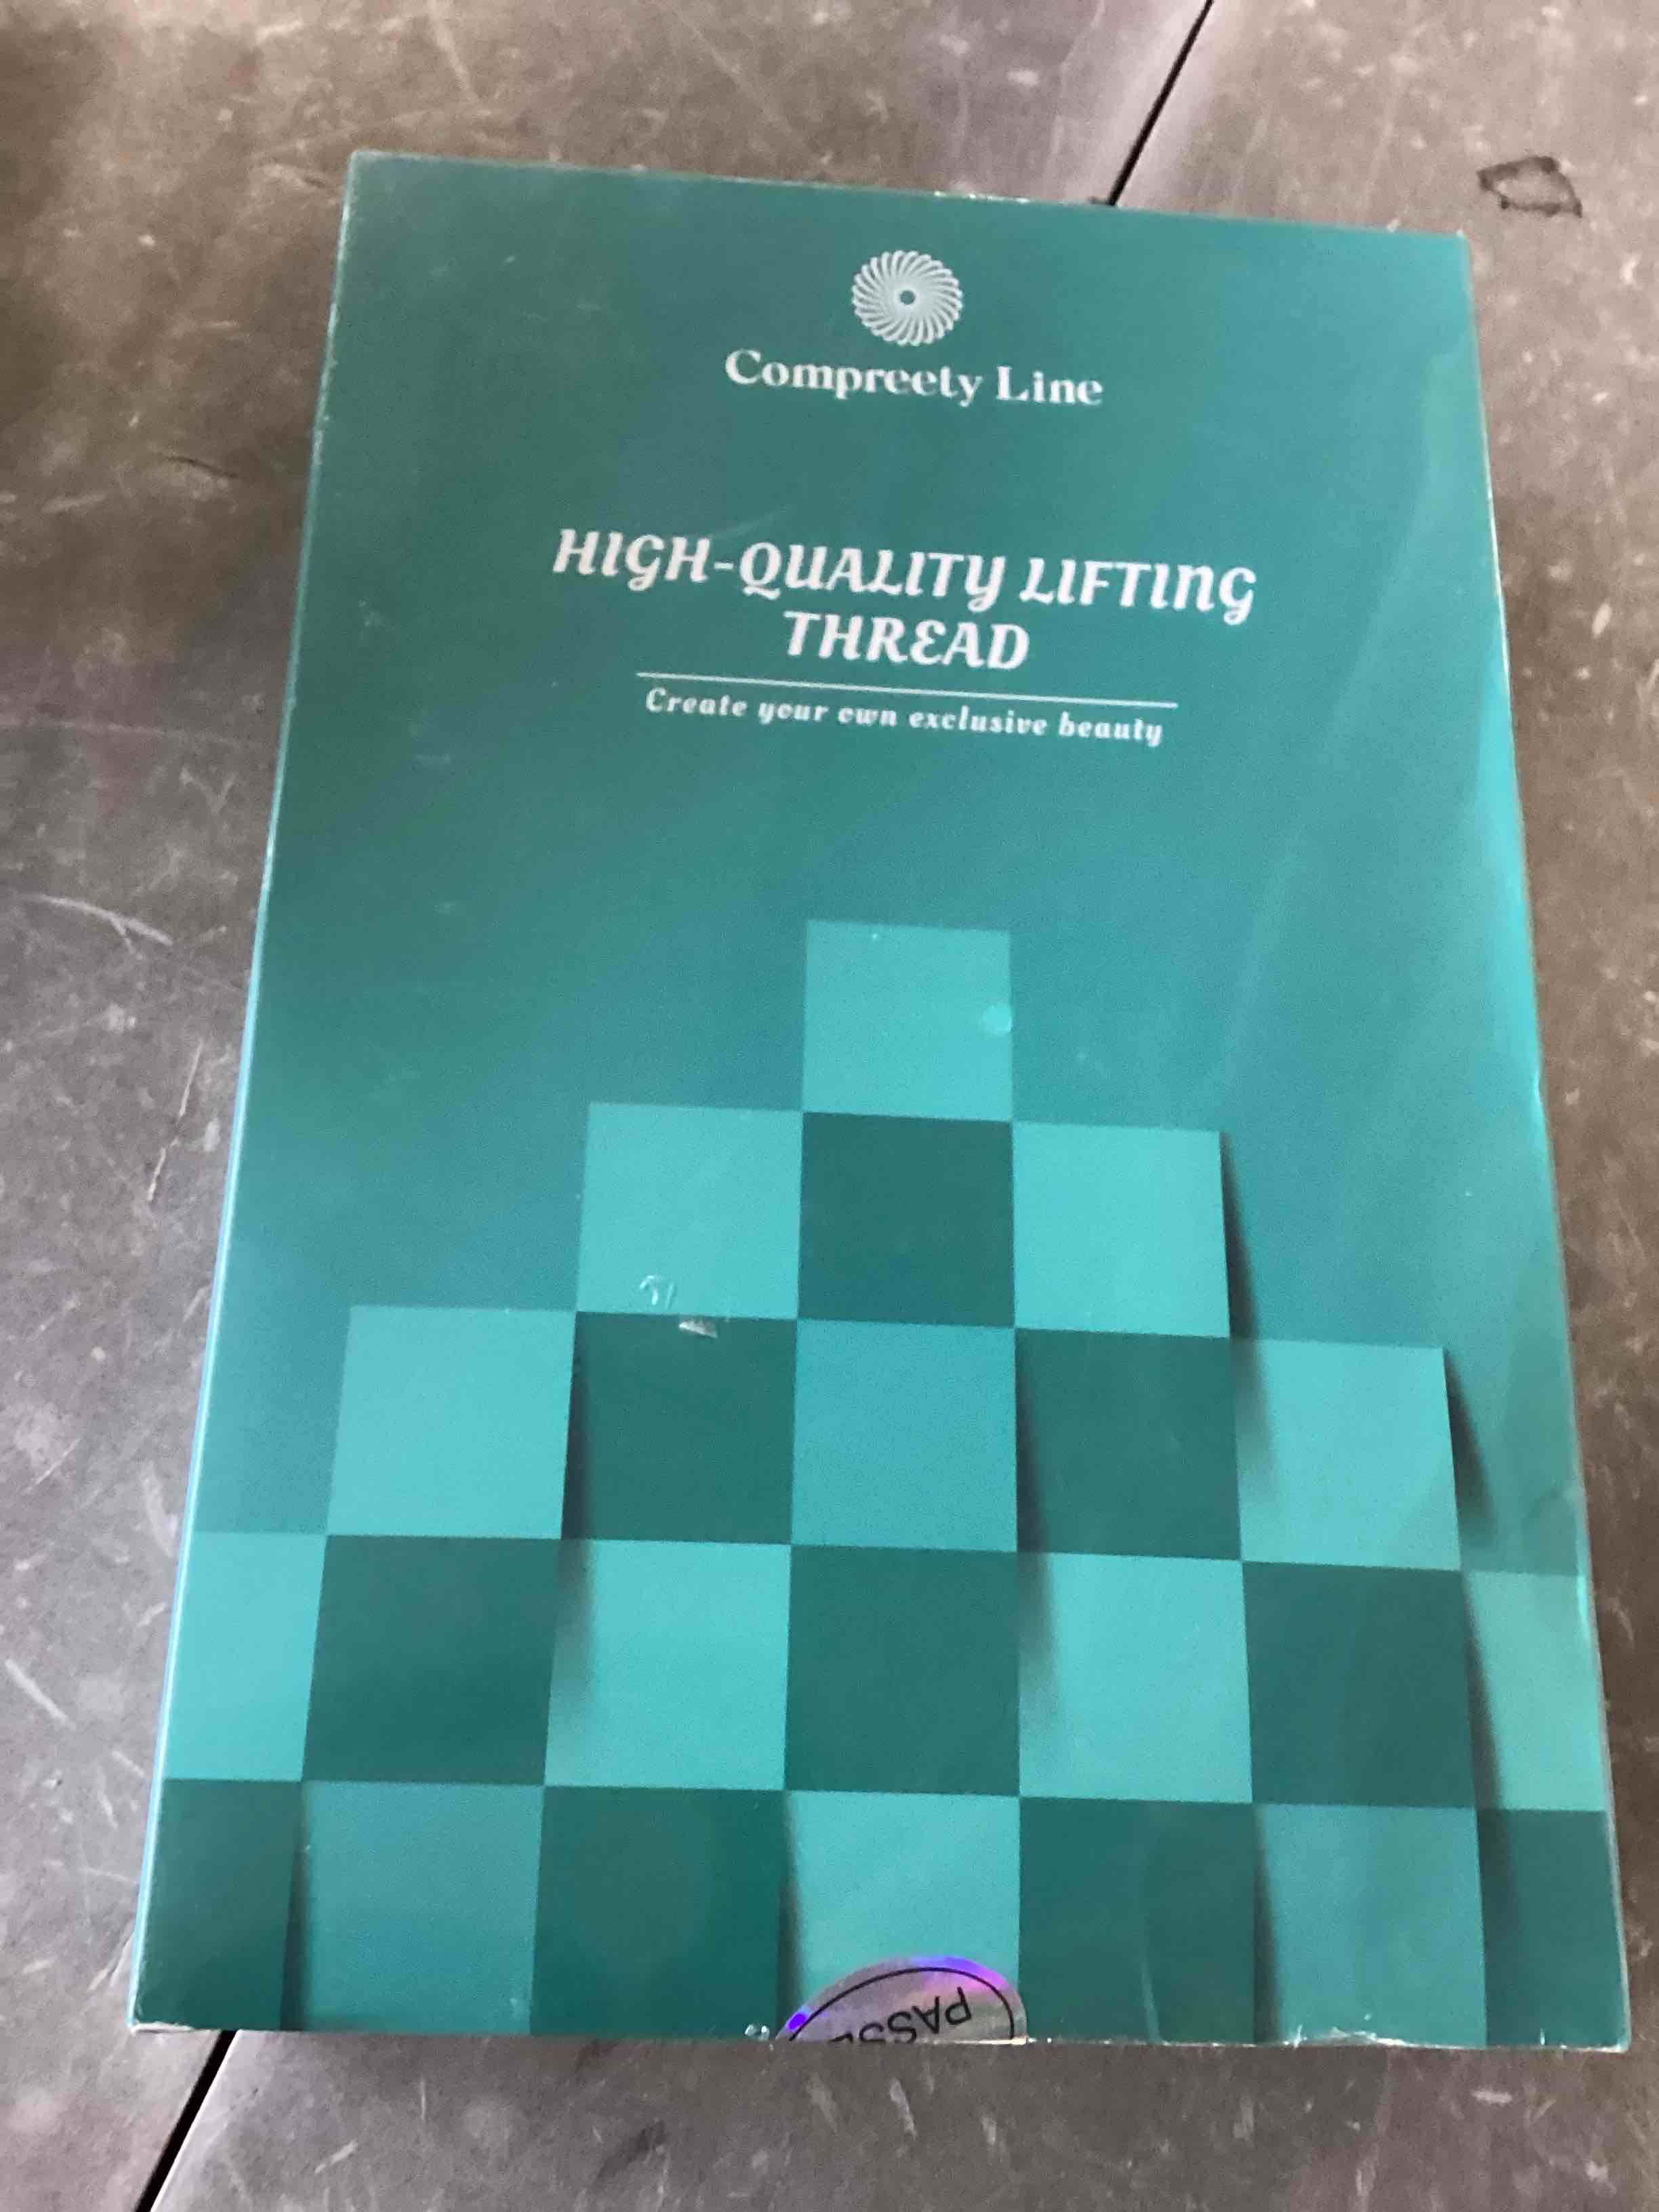 Compreety Line
HIGH-QUALITY LIFTING
THREAD
Create your own exclusive beauty